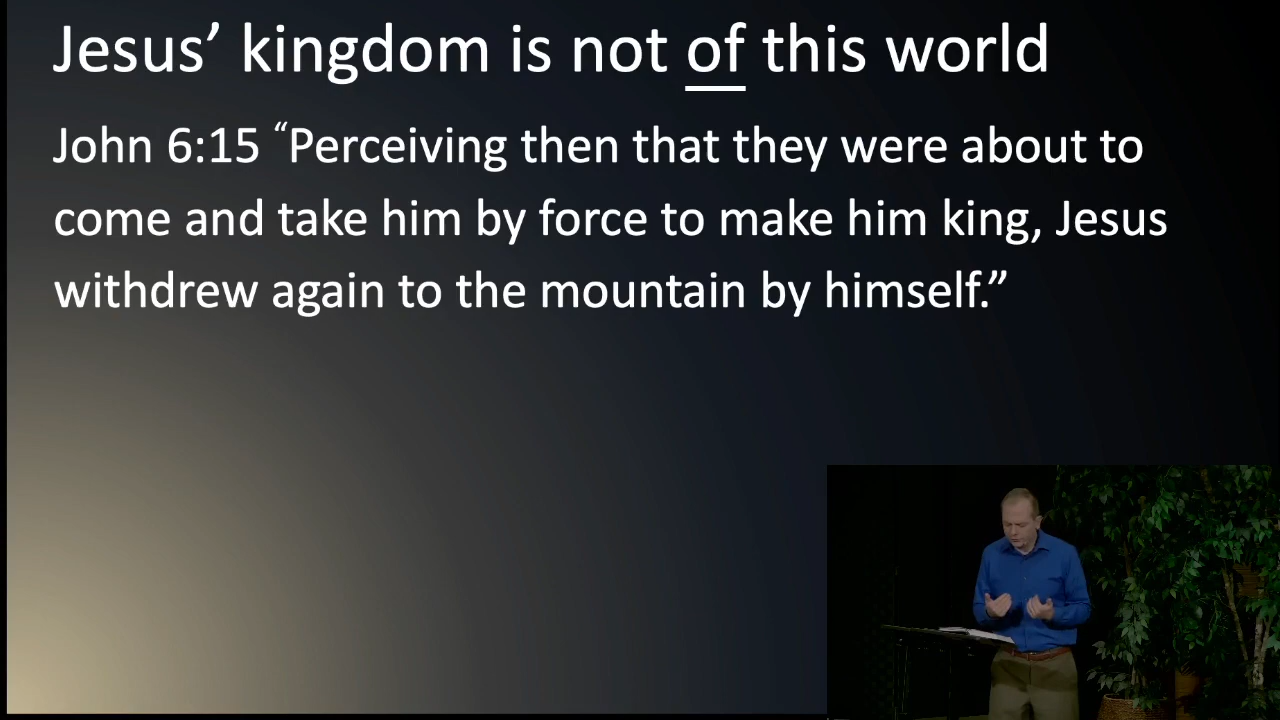 Jesus’ kingdom is not of this world
John 6:15 “Perceiving then that they were about to
come and take him by force to make him king, Jesus
withdrew again to the mountain by himself.”